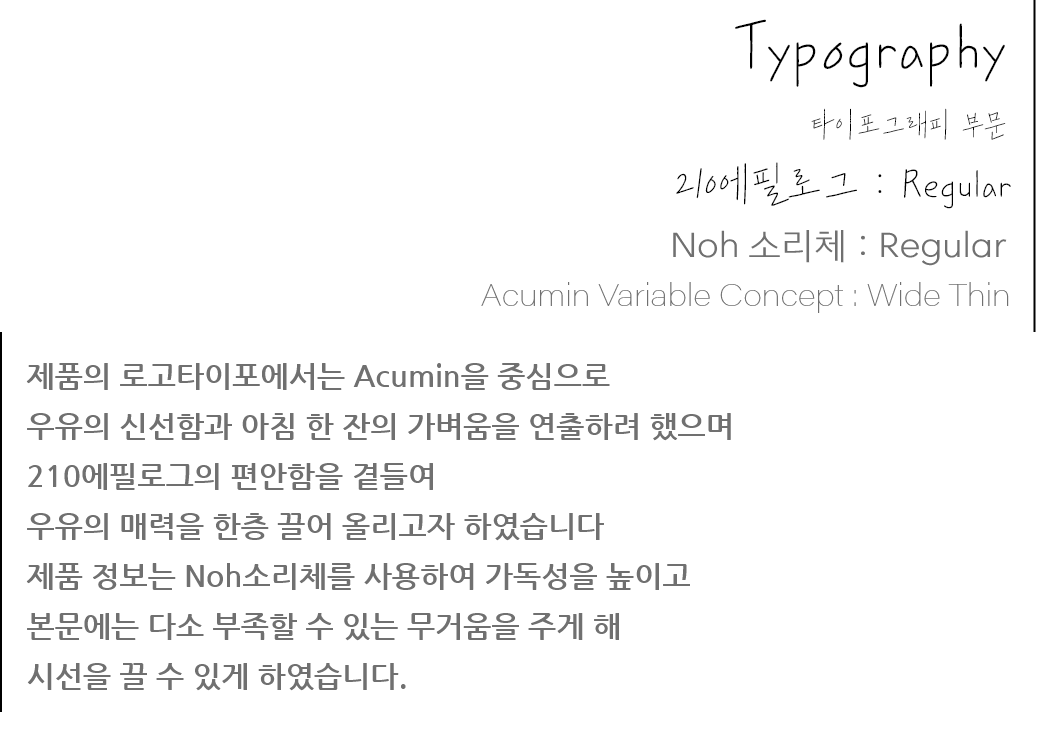 Typography
타이포그래피 부문
210에필로그 : Regular
Noh 소리체 : Regular
Acumin Variable Concept : Wide Thin
제품의 로고타이포에서는 Acumin을 중심으로
우유의 신선함과 아침 한 잔의 가벼움을 연출하려 했으며
210에필로그의 편안함을 곁들여
우유의 매력을 한층 끌어 올리고자 하였습니다
제품 정보는 Noh소리체를 사용하여 가독성을 높이고
본문에는 다소 부족할 수 있는 무거움을 주게 해
시선을 끌 수 있게 하였습니다.